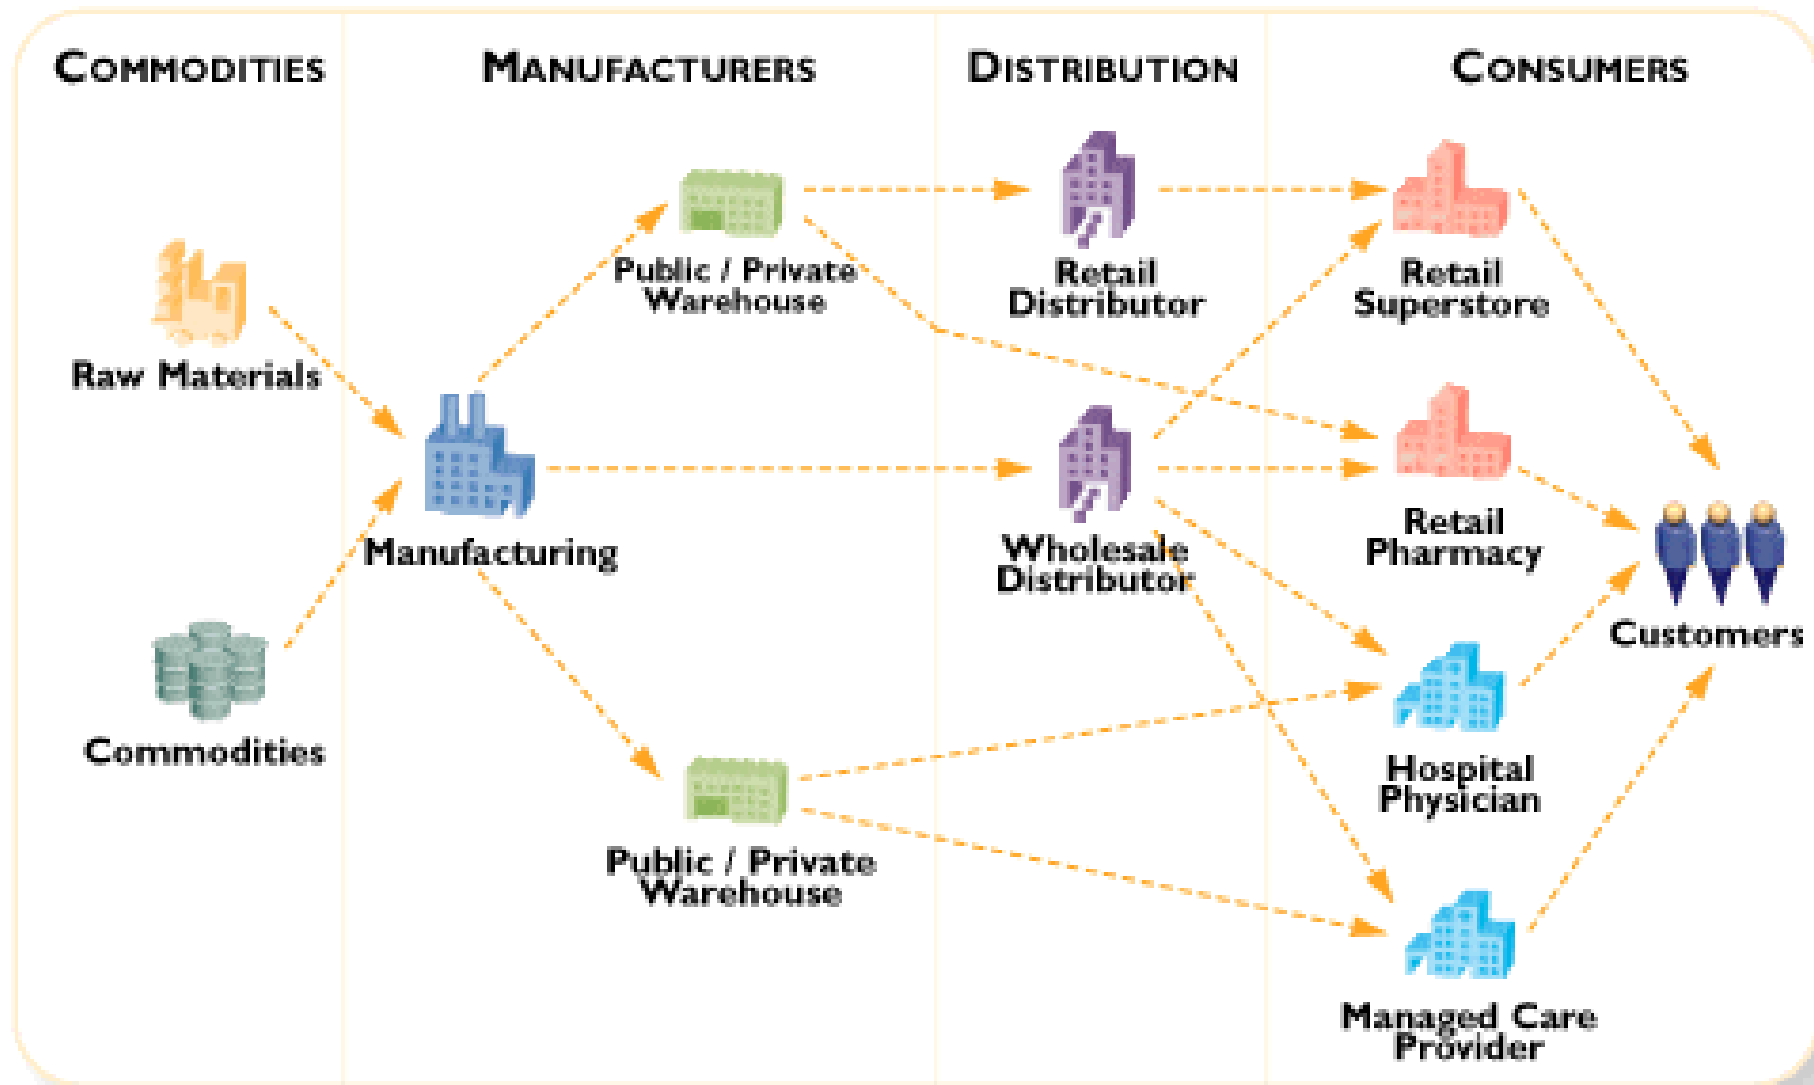 COMMODITIES
MANUFACTURERS
DISTRIBUTION
CONSUMERS
Raw Materials
Commodities
Manufacturing
Public / Private
Warehouse
Public / Private
Warehouse
Retail
Distributor
Wholesale
Distributor
Retail
Superstore
Retail
Pharmacy
Hospital
Physician
Managed Care
Provider
Customers